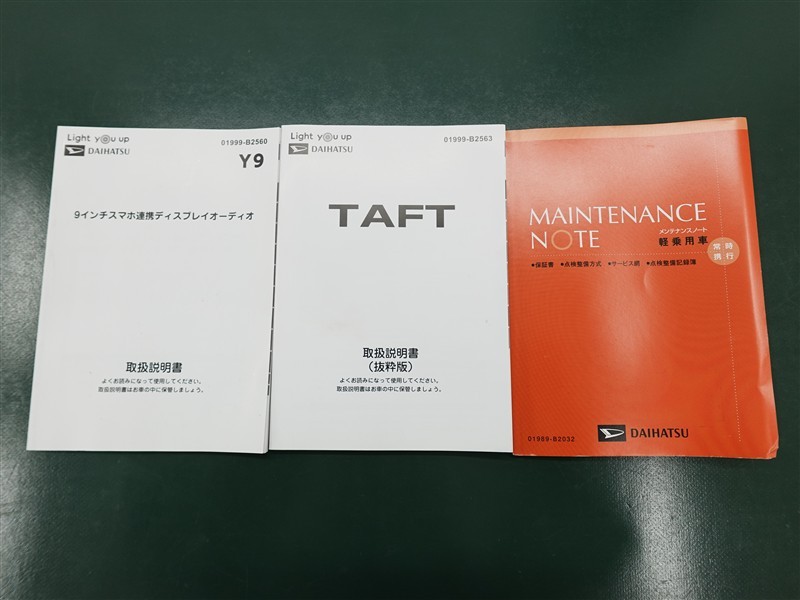 Light you up
DAIHATSU
01999-B2560
Y9
9インチスマホ連携ディスプレイオーディオ
取扱説明書
よくお読みになって使用してください。
取扱説明書はお車の中に保管しましょう。
Light you up
DAIHATSU
01999-B2563
TAFT
取扱説明書
(抜粋版)
よくお読みになって使用してください。
取扱説明書はお車の中に保管しましょう。
MAINTENANCE
NOTE
メンテナンスノート
軽乗用車
常時
携行
●保証書 ●点検整備方式 ●サービス網 ●点検整備記録簿
01989-B2032
DAIHATSU